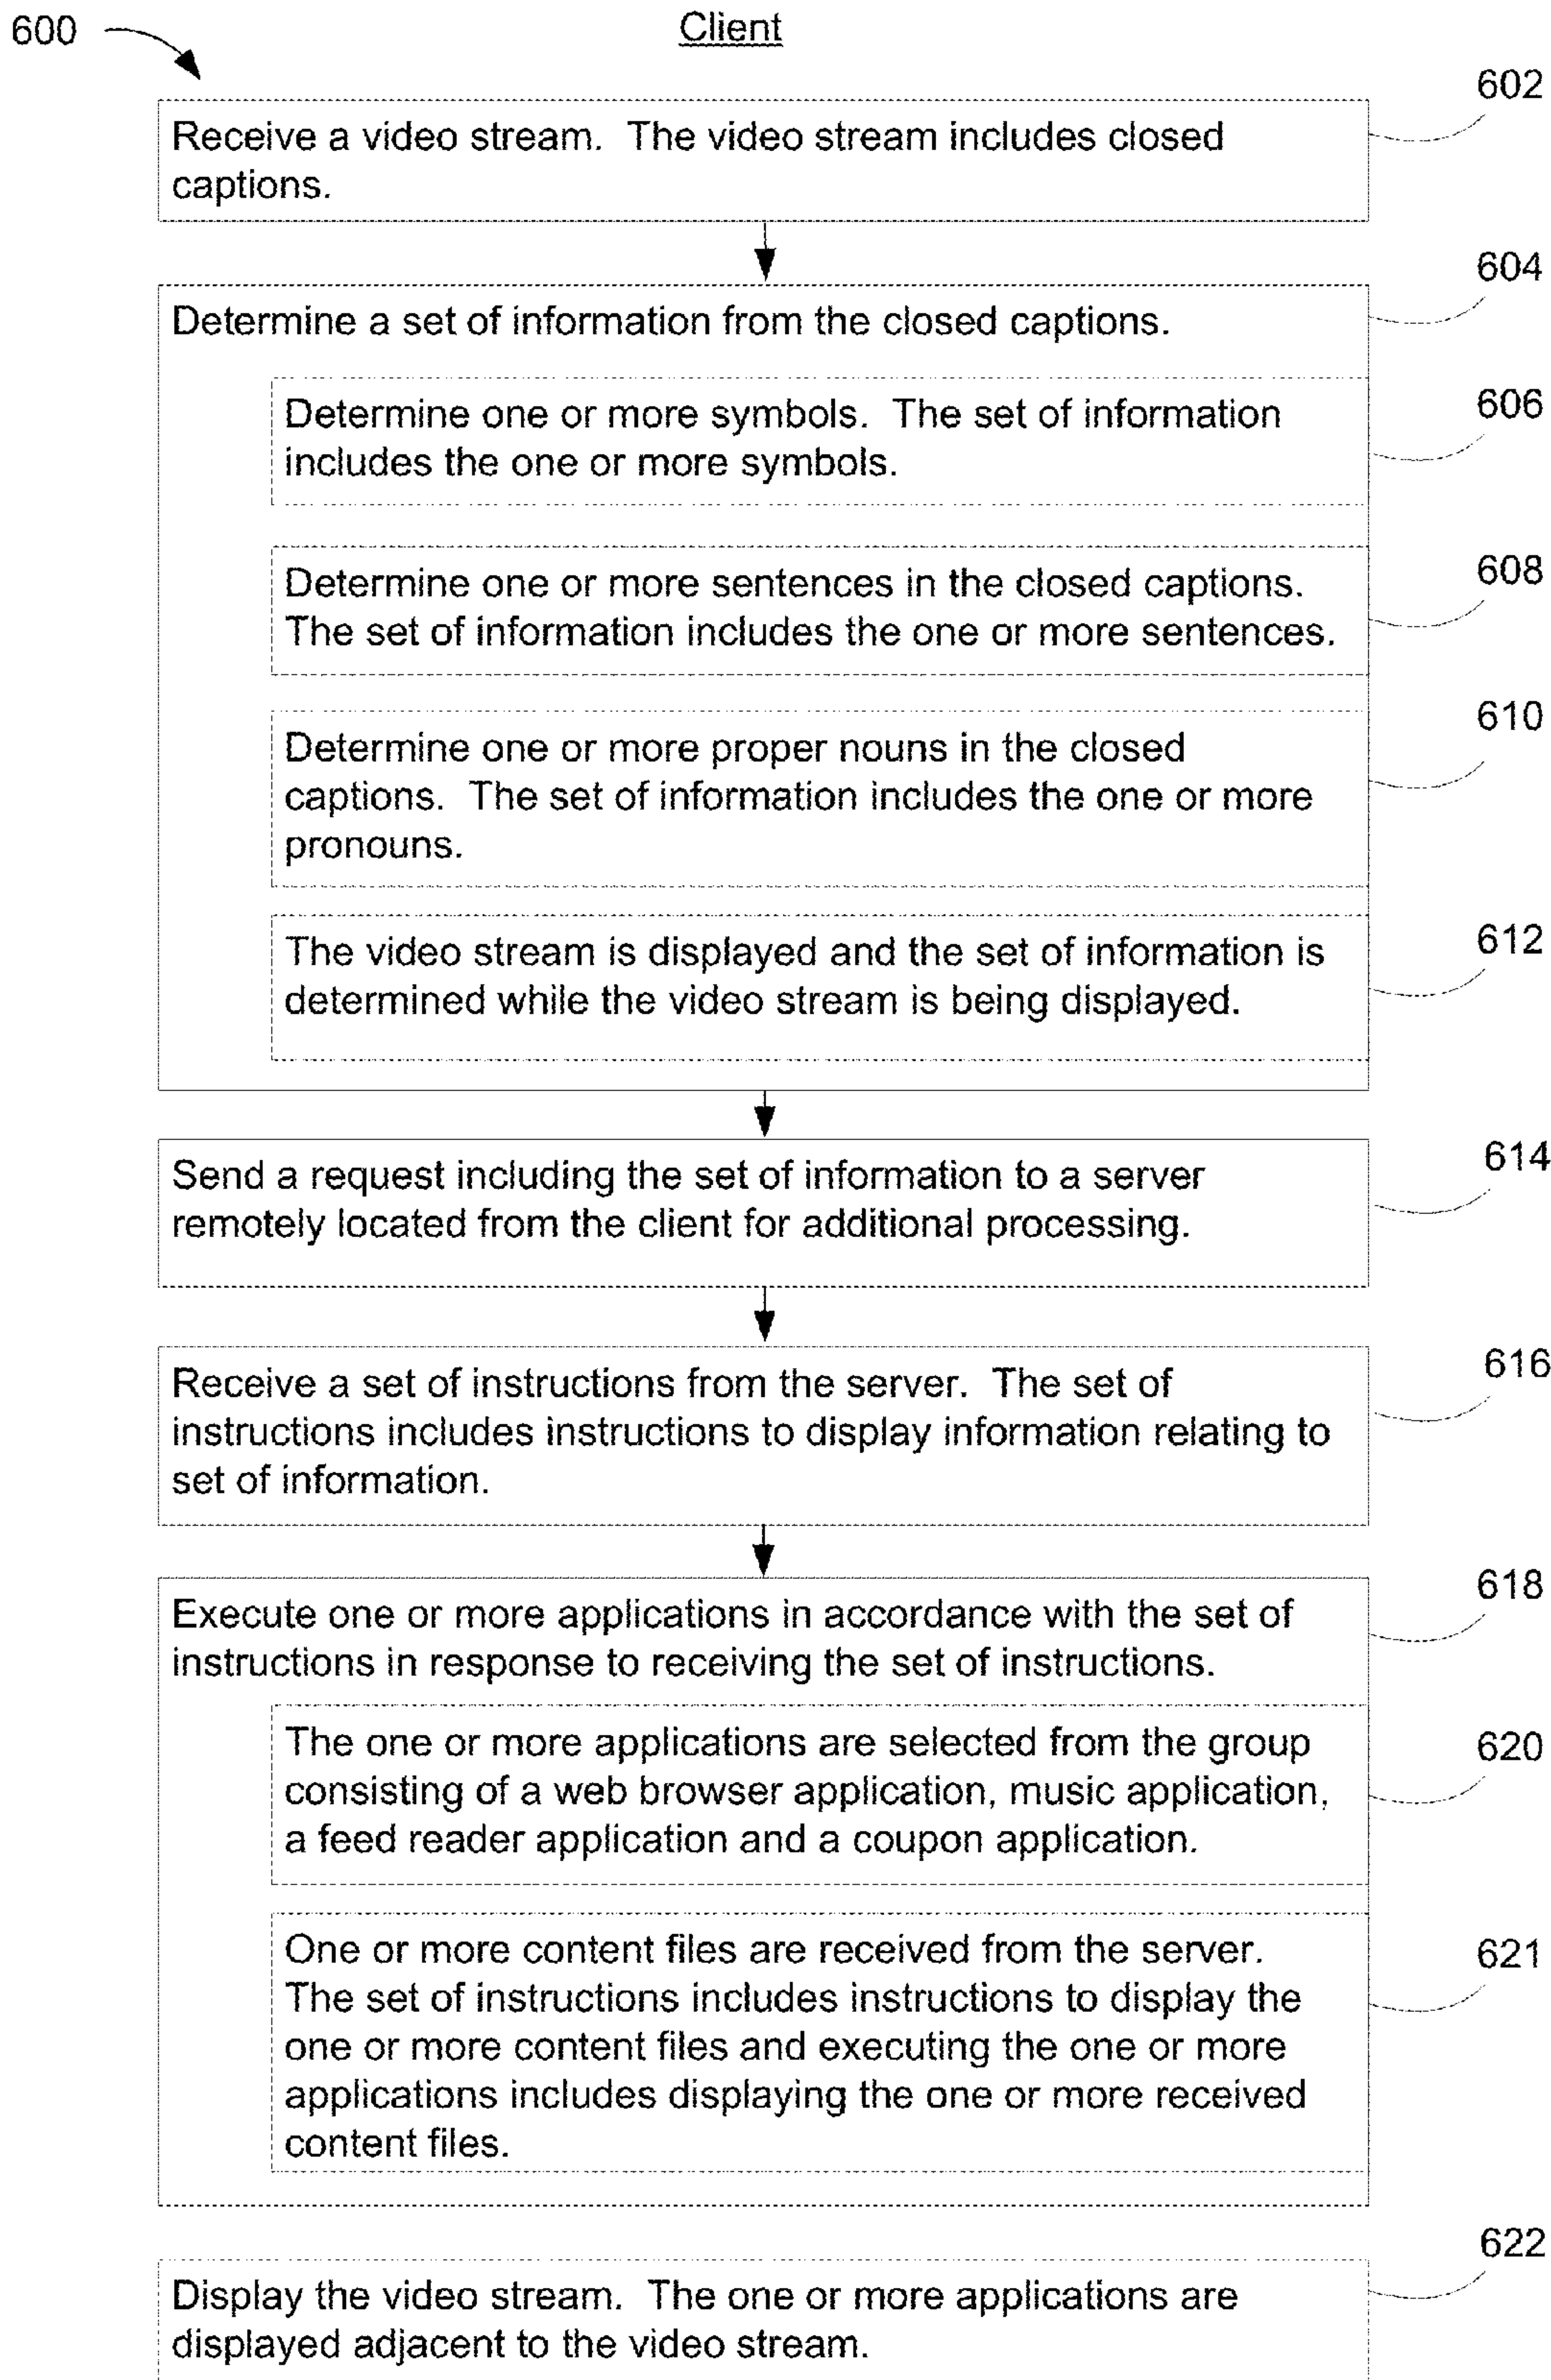 600
Client
602
Receive a video stream. The video stream includes closed
captions.
604
Determine a set of information from the closed captions.
606
Determine one or more symbols. The set of information
includes the one or more symbols.
608
Determine one or more sentences in the closed captions.
The set of information includes the one or more sentences.
610
Determine one or more proper nouns in the closed
captions. The set of information includes the one or more
pronouns.
612
The video stream is displayed and the set of information is
determined while the video stream is being displayed.
614
Send a request including the set of information to a server
remotely located from the client for additional processing.
616
Receive a set of instructions from the server. The set of
instructions includes instructions to display information relating to
set of information.
618
Execute one or more applications in accordance with the set of
instructions in response to receiving the set of instructions.
620
The one or more applications are selected from the group
consisting of a web browser application, music application,
a feed reader application and a coupon application.
621
One or more content files are received from the server.
The set of instructions includes instructions to display the
one or more content files and executing the one or more
applications includes displaying the one or more received
content files.
622
Display the video stream. The one or more applications are
displayed adjacent to the video stream.